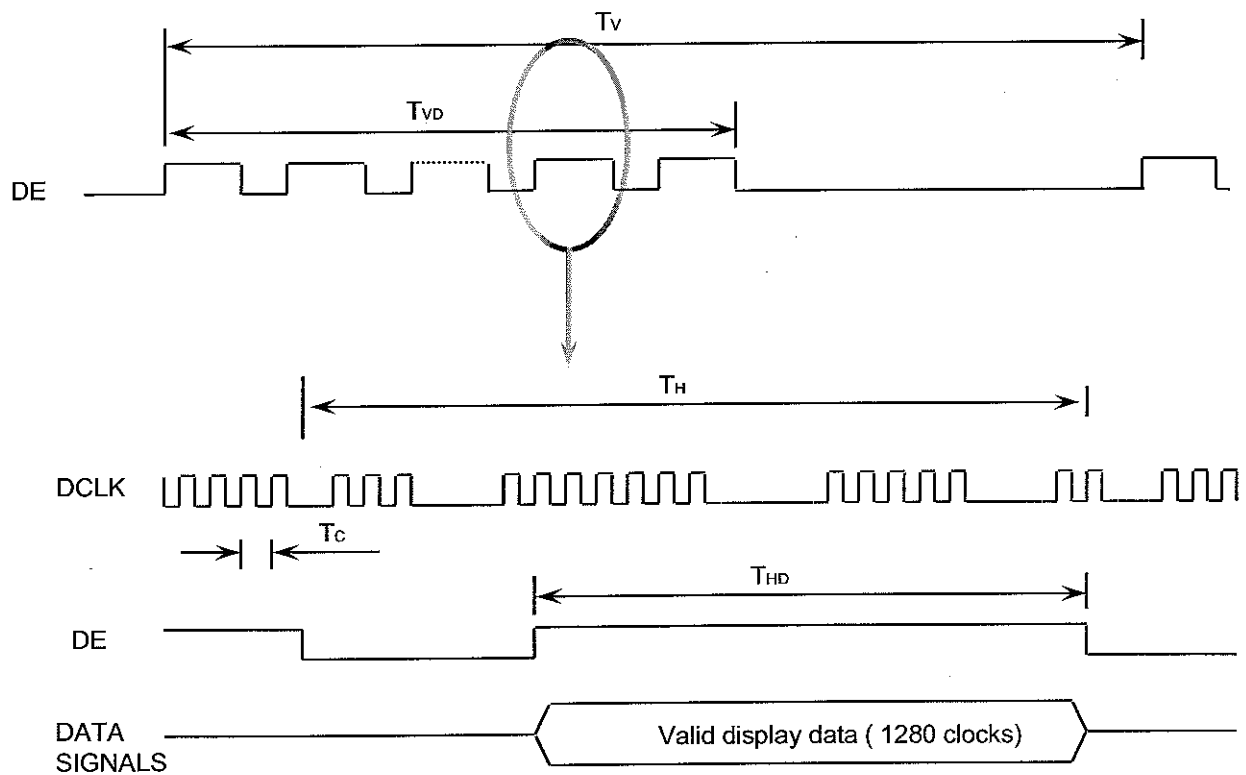 TV
TVD
DE
TH
DCLK
TC
THD
DE
DATA
SIGNALS
Valid display data ( 1280 clocks)